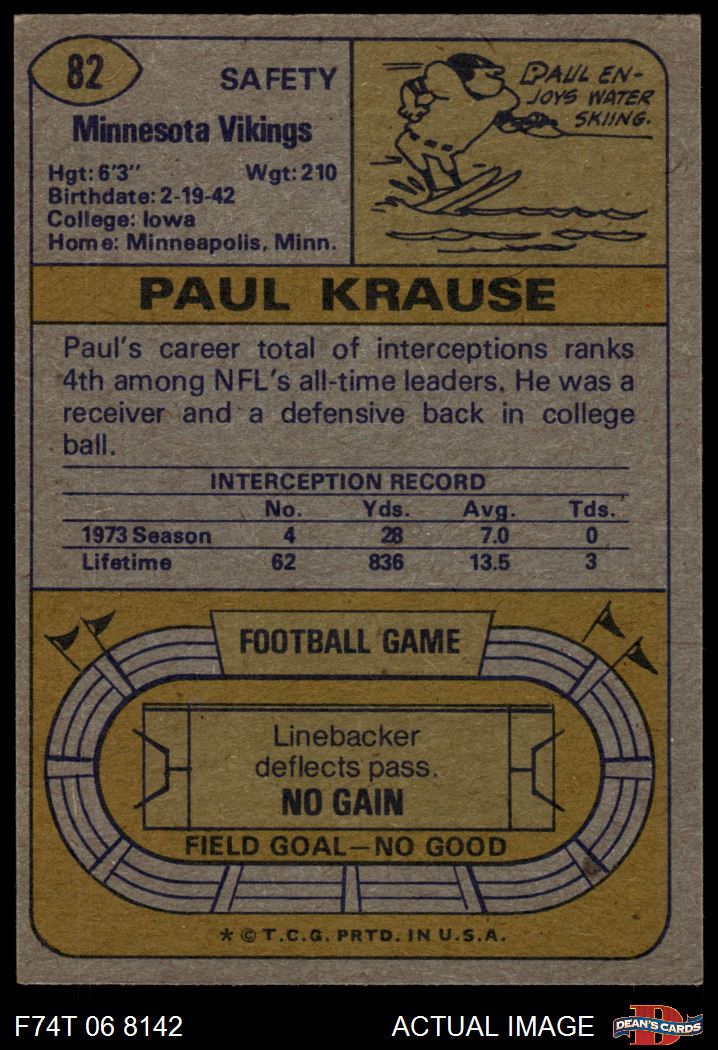 82
SAFETY
Minnesota Vikings
Hgt: 6'3" Wgt: 210
Birthdate: 2-19-42
College: Iowa
Home: Minneapolis, Minn.
PAUL EN-
JOYS WATER
SKIING.
PAUL KRAUSE
Paul's career total of interceptions ranks
4th among NFL's all-time leaders. He was a
receiver and a defensive back in college
ball.
INTERCEPTION RECORD
No. Yds. Avg. Tds.
1973 Season 4 28 7.0 0
Lifetime 62 836 13.5 3
FOOTBALL GAME
Linebacker
deflects pass.
NO GAIN
FIELD GOAL—NO GOOD
* © T.C.G. PRTD. IN U.S.A.
F74T 06 8142 ACTUAL IMAGE
D
DEAN'S CARDS